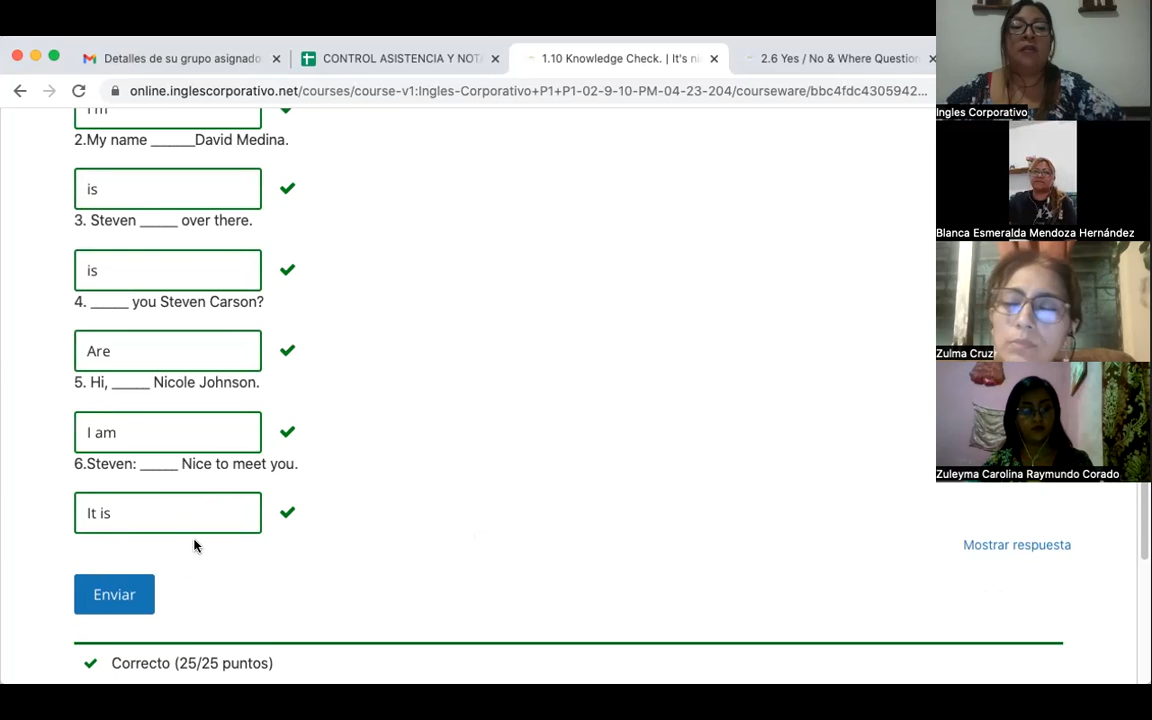 Detalles de su grupo asignado
CONTROL ASISTENCIA Y NOTA
1.10 Knowledge Check. | It's ni
2.6 Yes / No & Where Question
online.inglescorporativo.net/courses/course-v1:Ingles-Corporativo+P1+P1-02-9-10-PM-04-23-204/courseware/bbc4fdc4305942...
I'm
2.My name ______David Medina.
is
3. Steven _____ over there.
is
4. _____ you Steven Carson?
Are
5. Hi, _____ Nicole Johnson.
I am
6.Steven: _____ Nice to meet you.
It is
Mostrar respuesta
Enviar
Correcto (25/25 puntos)
Ingles Corporativo
Blanca Esmeralda Mendoza Hernández
Zulma Cruz
Zuleyma Carolina Raymundo Corado